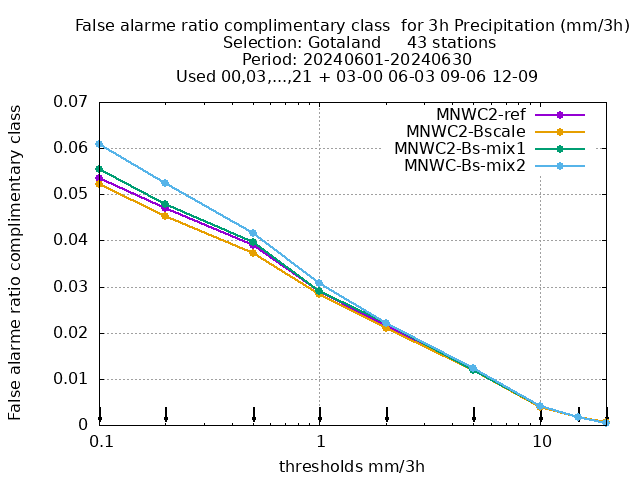 False alarme ratio complimentary class  for 3h Precipitation (mm/3h)
Selection: Gotaland     43 stations
Period: 20240601-20240630
Used 00,03,...,21 + 03-00 06-03 09-06 12-09
False alarme ratio complimentary class
0.07
0.06
0.05
0.04
0.03
0.02
0.01
0
MNWC2-ref
MNWC2-Bscale
MNWC2-Bs-mix1
MNWC-Bs-mix2
0.1 1 10
thresholds mm/3h